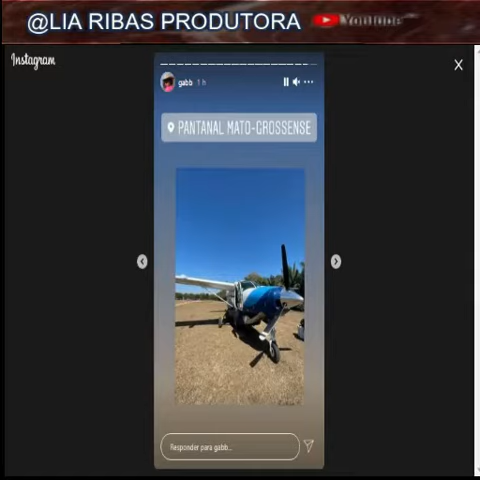 @LIA RIBAS PRODUTORA
Youtube
Instagram
gabb 1 h
PANTANAL MATO-GROSSENSE
Responder para gabb...